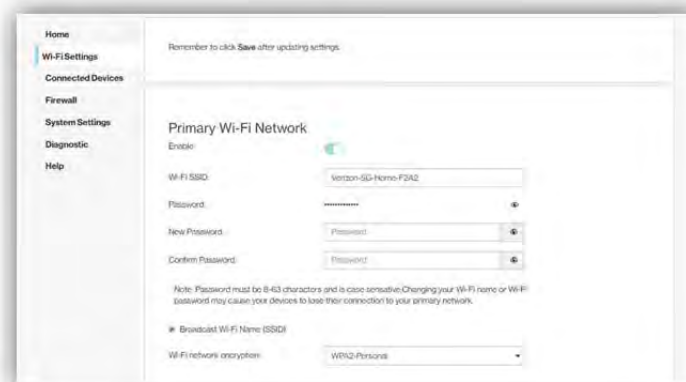 Home
Wi-Fi Settings
Connected Devices
Firewall
System Settings
Diagnostic
Help
Remember to click Save after updating settings.
Primary Wi-Fi Network
Enable
Wi-Fi SSID
Verizon-5G-Home-F2A2
Password
•••••••••••••
New Password
Password
Confirm Password
Password
Note: Password must be 8-63 characters and is case sensative.Changing your Wi-Fi name or Wi-Fi
password may cause your devices to lose their connection to your primary network.
Broadcast Wi-Fi Name (SSID)
Wi-Fi network encryption
WPA2-Personal